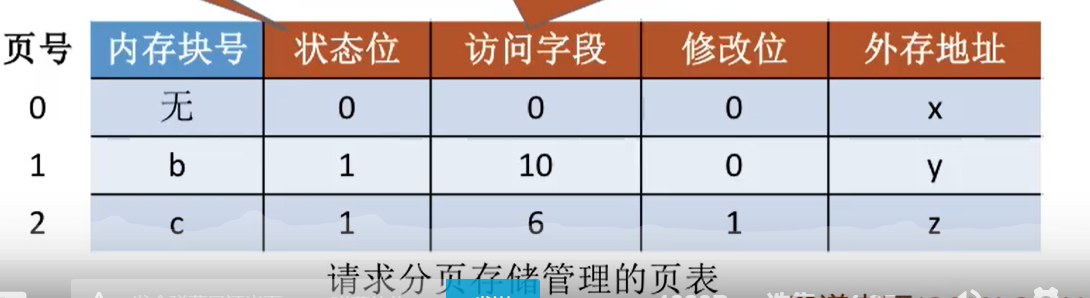 页号 内存块号 状态位 访问字段 修改位 外存地址
0 无 0 0 0 x
1 b 1 10 0 y
2 c 1 6 1 z
请求分页存储管理的页表